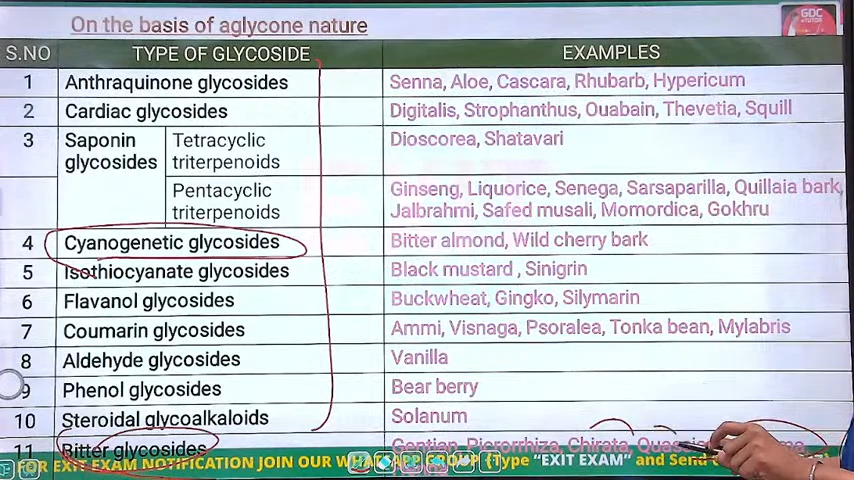 On the basis of aglycone nature
GDC
eTUTOR
S.NO TYPE OF GLYCOSIDE EXAMPLES
1 Anthraquinone glycosides Senna, Aloe, Cascara, Rhubarb, Hypericum
2 Cardiac glycosides Digitalis, Strophanthus, Ouabain, Thevetia, Squill
3 Saponin glycosides Tetracyclic triterpenoids Dioscorea, Shatavari
Pentacyclic triterpenoids Ginseng, Liquorice, Senega, Sarsaparilla, Quillaia bark,
Jalbrahmi, Safed musali, Momordica, Gokhru
4 Cyanogenetic glycosides Bitter almond, Wild cherry bark
5 Isothiocyanate glycosides Black mustard , Sinigrin
6 Flavanol glycosides Buckwheat, Gingko, Silymarin
7 Coumarin glycosides Ammi, Visnaga, Psoralea, Tonka bean, Mylabris
8 Aldehyde glycosides Vanilla
9 Phenol glycosides Bear berry
10 Steroidal glycoalkaloids Solanum
11 Bitter glycosides Gentian, Picrorrhiza, Chirata,
FOR EXIT EXAM NOTIFICATION JOIN OUR GROUP (Type “EXIT EXAM” and Send